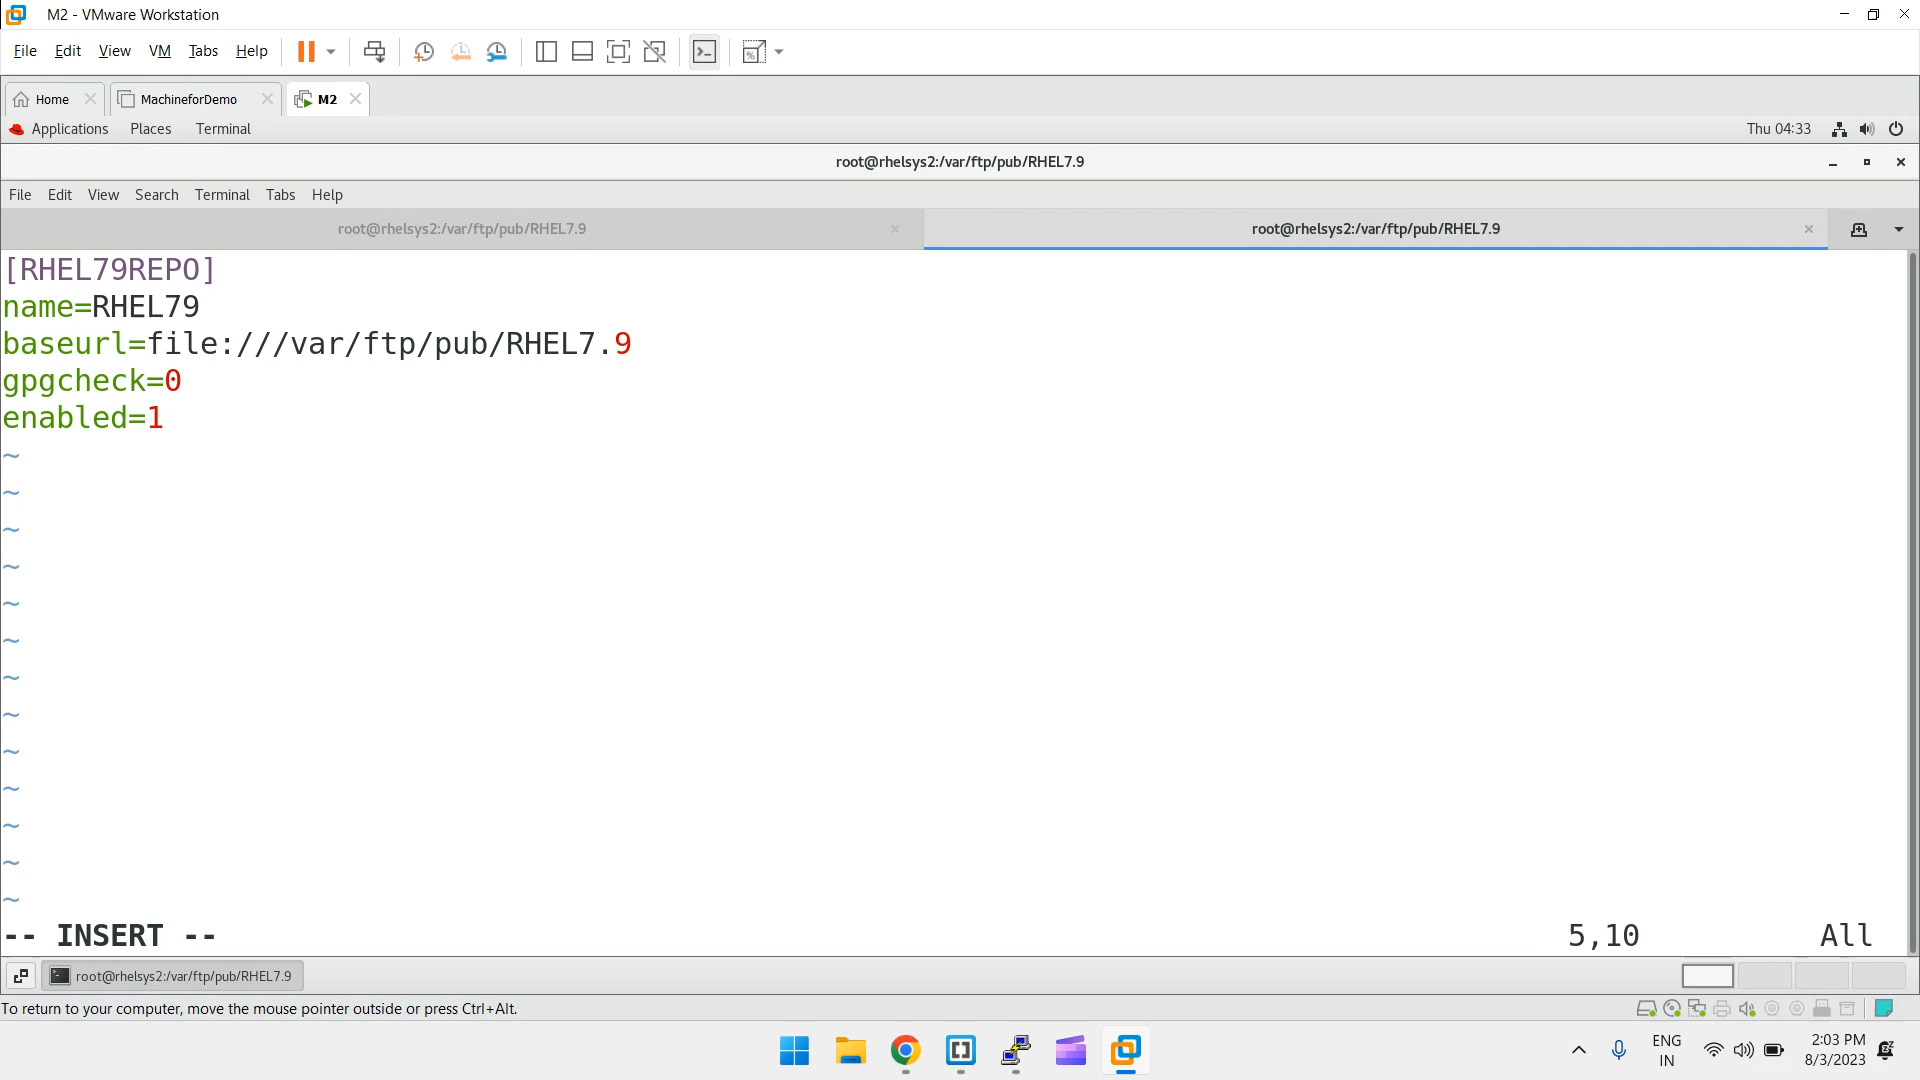 M2 - VMware Workstation
File Edit View VM Tabs Help
Home MachineforDemo M2
Applications Places Terminal Thu 04:33
root@rhelsys2:/var/ftp/pub/RHEL7.9
File Edit View Search Terminal Tabs Help
root@rhelsys2:/var/ftp/pub/RHEL7.9 root@rhelsys2:/var/ftp/pub/RHEL7.9
[RHEL79REPO]
name=RHEL79
baseurl=file:///var/ftp/pub/RHEL7.9
gpgcheck=0
enabled=1
~
~
~
~
~
~
~
~
~
~
~
~
~
-- INSERT -- 5,10 All
root@rhelsys2:/var/ftp/pub/RHEL7.9
To return to your computer, move the mouse pointer outside or press Ctrl+Alt.
ENG 2:03 PM
IN 8/3/2023